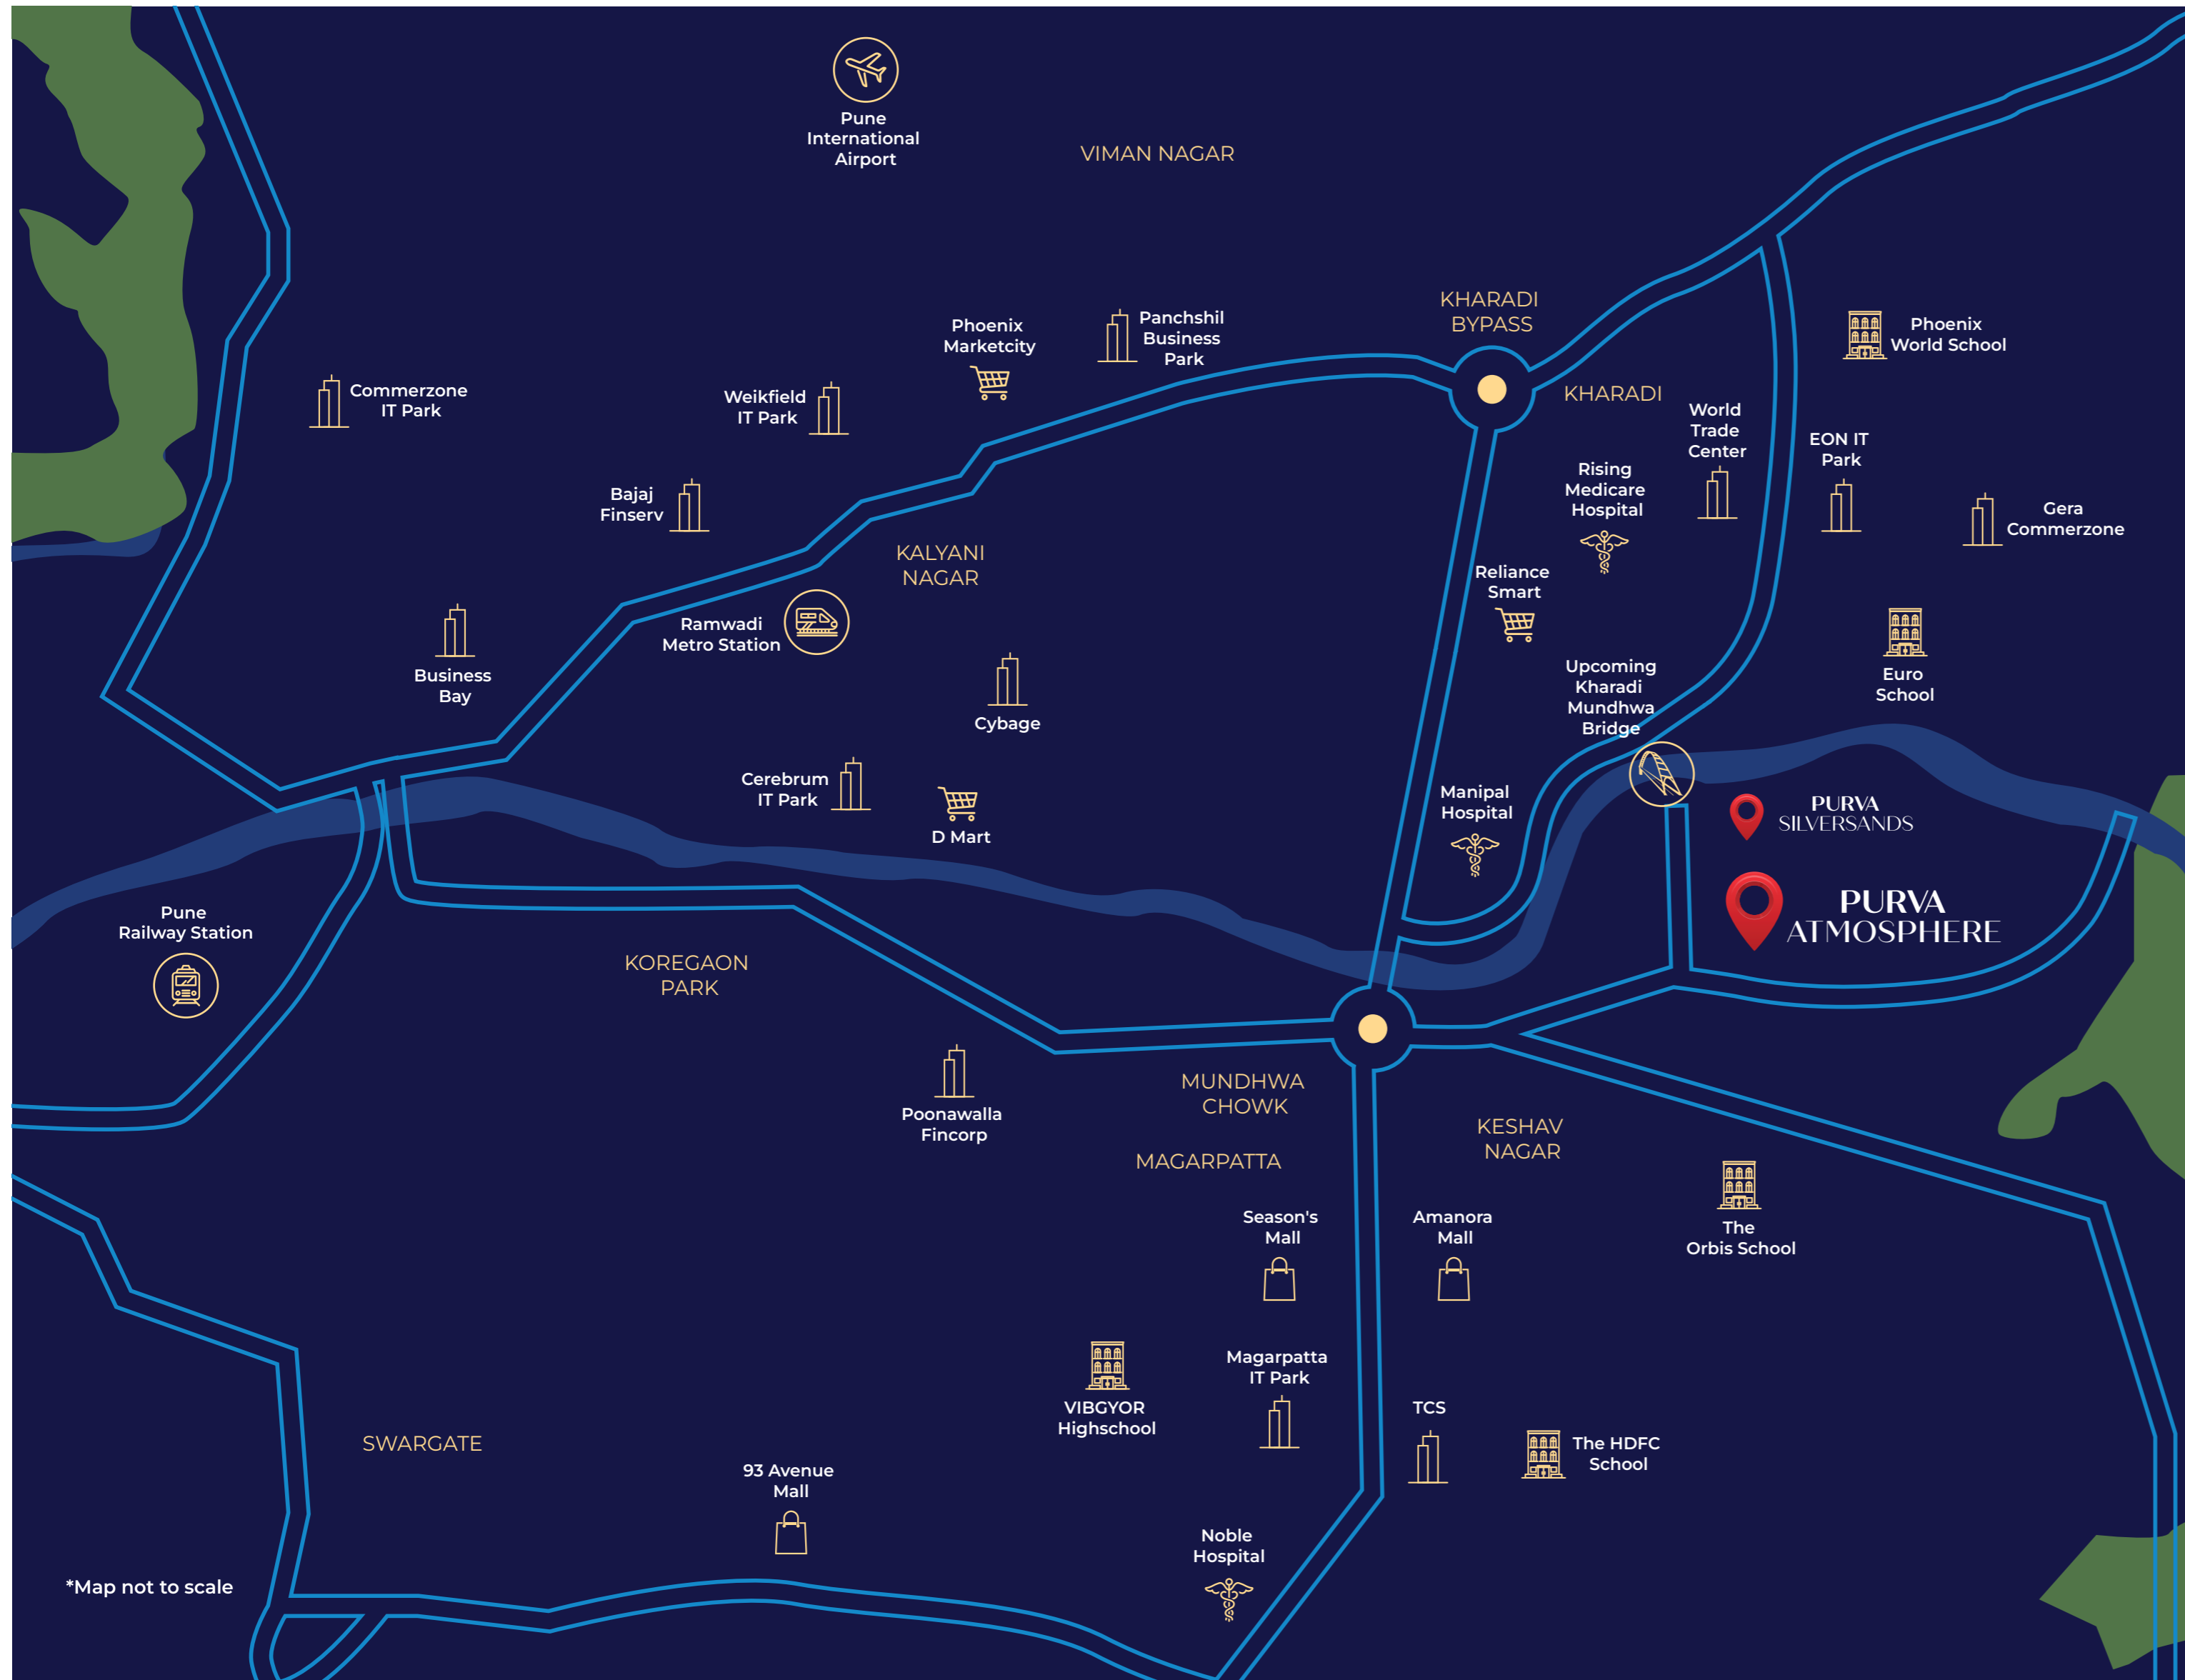 Pune
International
Airport
VIMAN NAGAR
KHARADI
BYPASS
Phoenix
Marketcity
Panchshil
Business
Park
Phoenix
World School
Commerzone
IT Park
Weikfield
IT Park
KHARADI
World
Trade
Center
EON IT
Park
Bajaj
Finserv
Rising
Medicare
Hospital
Gera
Commerzone
KALYANI
NAGAR
Reliance
Smart
Ramwadi
Metro Station
Business
Bay
Upcoming
Kharadi
Mundhwa
Bridge
Euro
School
Cybage
Cerebrum
IT Park
D Mart
Manipal
Hospital
PURVA
SILVERSANDS
PURVA
ATMOSPHERE
Pune
Railway Station
KOREGAON
PARK
Poonawalla
Fincorp
MUNDHWA
CHOWK
KESHAV
NAGAR
MAGARPATTA
Season's
Mall
Amanora
Mall
The
Orbis School
VIBGYOR
Highschool
Magarpatta
IT Park
TCS
The HDFC
School
SWARGATE
93 Avenue
Mall
Noble
Hospital
*Map not to scale